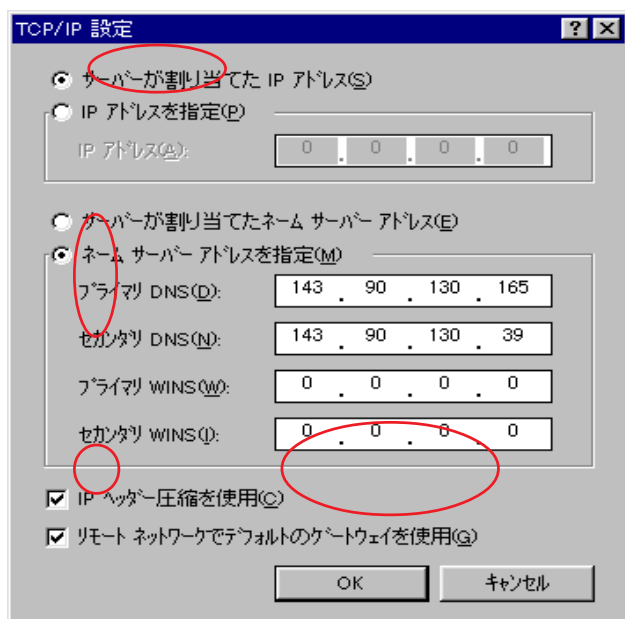 TCP/IP 設定
サーバーが割り当てた IP アドレス(S)
IP アドレスを指定(P)
IP アドレス(A): 0 . 0 . 0 . 0
サーバーが割り当てたネーム サーバー アドレス(E)
ネーム サーバー アドレスを指定(M)
プライマリ DNS(D): 143 . 90 . 130 . 165
セカンダリ DNS(N): 143 . 90 . 130 . 39
プライマリ WINS(W): 0 . 0 . 0 . 0
セカンダリ WINS(I): 0 . 0 . 0 . 0
IP ヘッダー圧縮を使用(C)
リモート ネットワークでデフォルトのゲートウェイを使用(G)
OK キャンセル